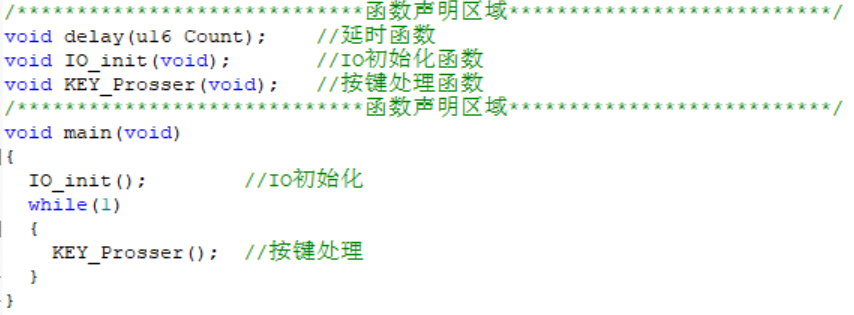 /*****************************函数声明区域***************************/
void delay(u16 Count);    //延时函数
void IO_init(void);       //IO初始化函数
void KEY_Prosser(void);   //按键处理函数
/*****************************函数声明区域***************************/
void main(void)
{
  IO_init();        //IO初始化
  while(1)
  {
    KEY_Prosser();  //按键处理
  }
}